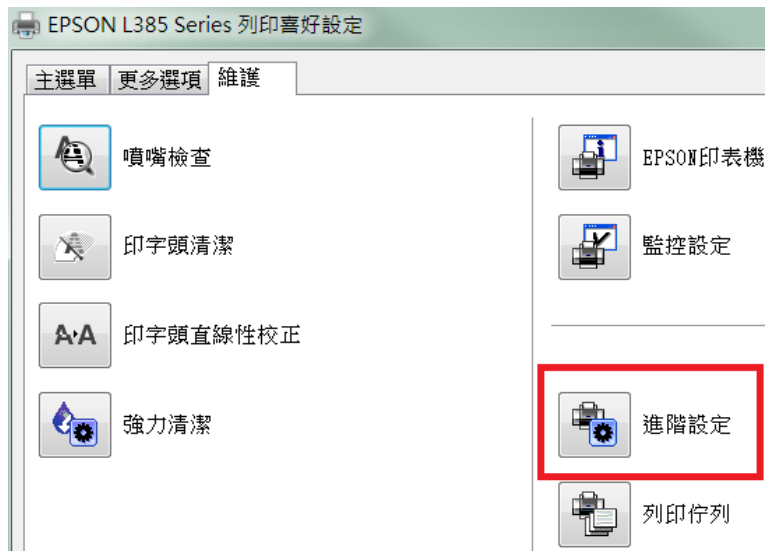 EPSON L385 Series 列印喜好設定
主選單 更多選項 維護
噴嘴檢查
印字頭清潔
A‧A 印字頭直線性校正
強力清潔
EPSON印表機
監控設定
進階設定
列印佇列